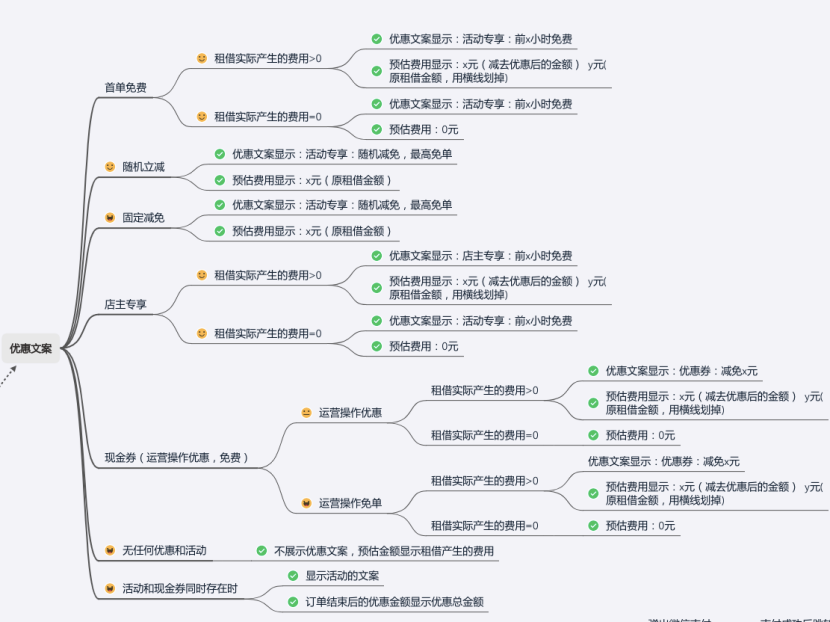 优惠文案
首单免费
租借实际产生的费用>0
优惠文案显示：活动专享：前x小时免费
预估费用显示：x元（减去优惠后的金额） y元(
原租借金额，用横线划掉)
租借实际产生的费用=0
优惠文案显示：活动专享：前x小时免费
预估费用：0元
随机立减
优惠文案显示：活动专享：随机减免，最高免单
预估费用显示：x元（原租借金额）
固定减免
优惠文案显示：活动专享：随机减免，最高免单
预估费用显示：x元（原租借金额）
店主专享
租借实际产生的费用>0
优惠文案显示：店主专享：前x小时免费
预估费用显示：x元（减去优惠后的金额） y元(
原租借金额，用横线划掉)
租借实际产生的费用=0
优惠文案显示：活动专享：前x小时免费
预估费用：0元
现金券（运营操作优惠，免费）
运营操作优惠
租借实际产生的费用>0
优惠文案显示：优惠券：减免x元
预估费用显示：x元（减去优惠后的金额） y元(
原租借金额，用横线划掉)
租借实际产生的费用=0
预估费用：0元
运营操作免单
租借实际产生的费用>0
优惠文案显示：优惠券：减免x元
预估费用显示：x元（减去优惠后的金额） y元(
原租借金额，用横线划掉)
租借实际产生的费用=0
预估费用：0元
无任何优惠和活动
不展示优惠文案，预估金额显示租借产生的费用
活动和现金券同时存在时
显示活动的文案
订单结束后的优惠金额显示优惠总金额